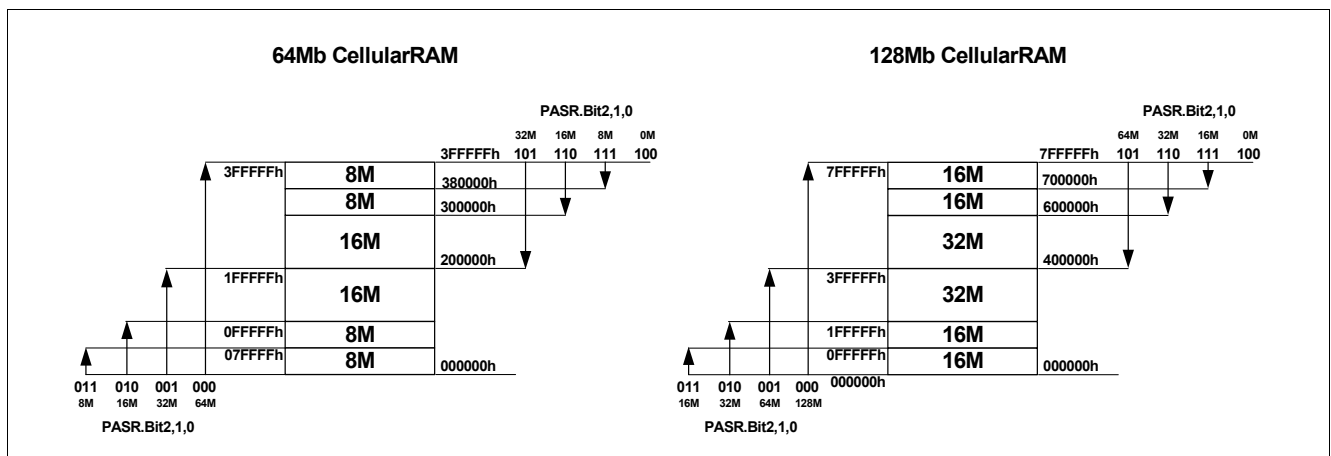 64Mb CellularRAM
PASR.Bit2,1,0
32M 16M 8M 0M
3FFFFFh 101 110 111 100
3FFFFFh 8M
380000h
8M
300000h
16M
200000h
1FFFFFh
16M
0FFFFFh 8M
07FFFFh 8M
000000h
011 010 001 000
8M 16M 32M 64M
PASR.Bit2,1,0
128Mb CellularRAM
PASR.Bit2,1,0
64M 32M 16M 0M
7FFFFFh 101 110 111 100
7FFFFFh 16M
700000h
16M
600000h
32M
400000h
3FFFFFh
32M
1FFFFFh 16M
0FFFFFh 16M
000000h
011 010 001 000 000000h
16M 32M 64M 128M
PASR.Bit2,1,0